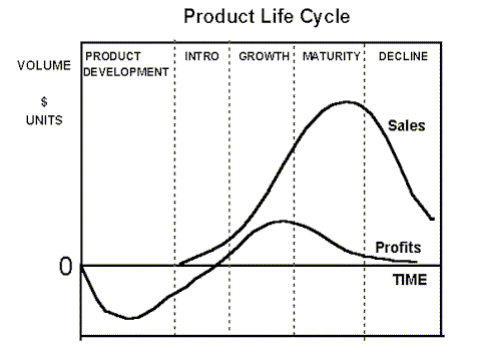 Product Life Cycle
PRODUCT DEVELOPMENT
INTRO
GROWTH
MATURITY
DECLINE
VOLUME
$
UNITS
Sales
Profits
0
TIME